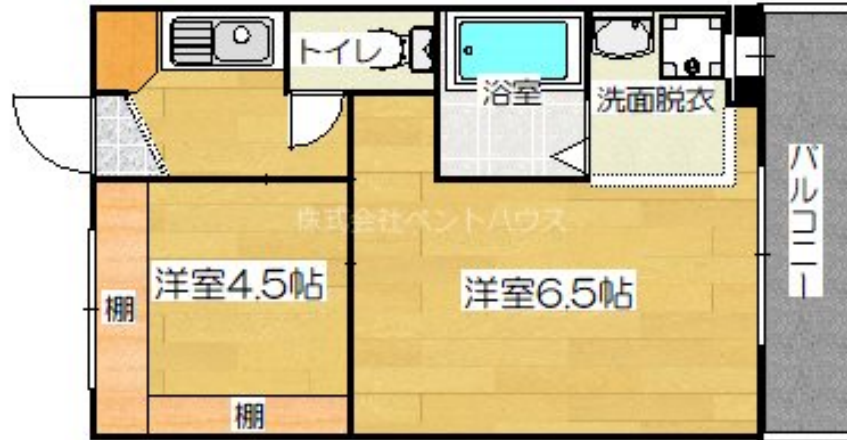 トイレ
浴室
洗面脱衣
バルコニー
株式会社ペントハウス
洋室4.5帖
洋室6.5帖
棚
棚